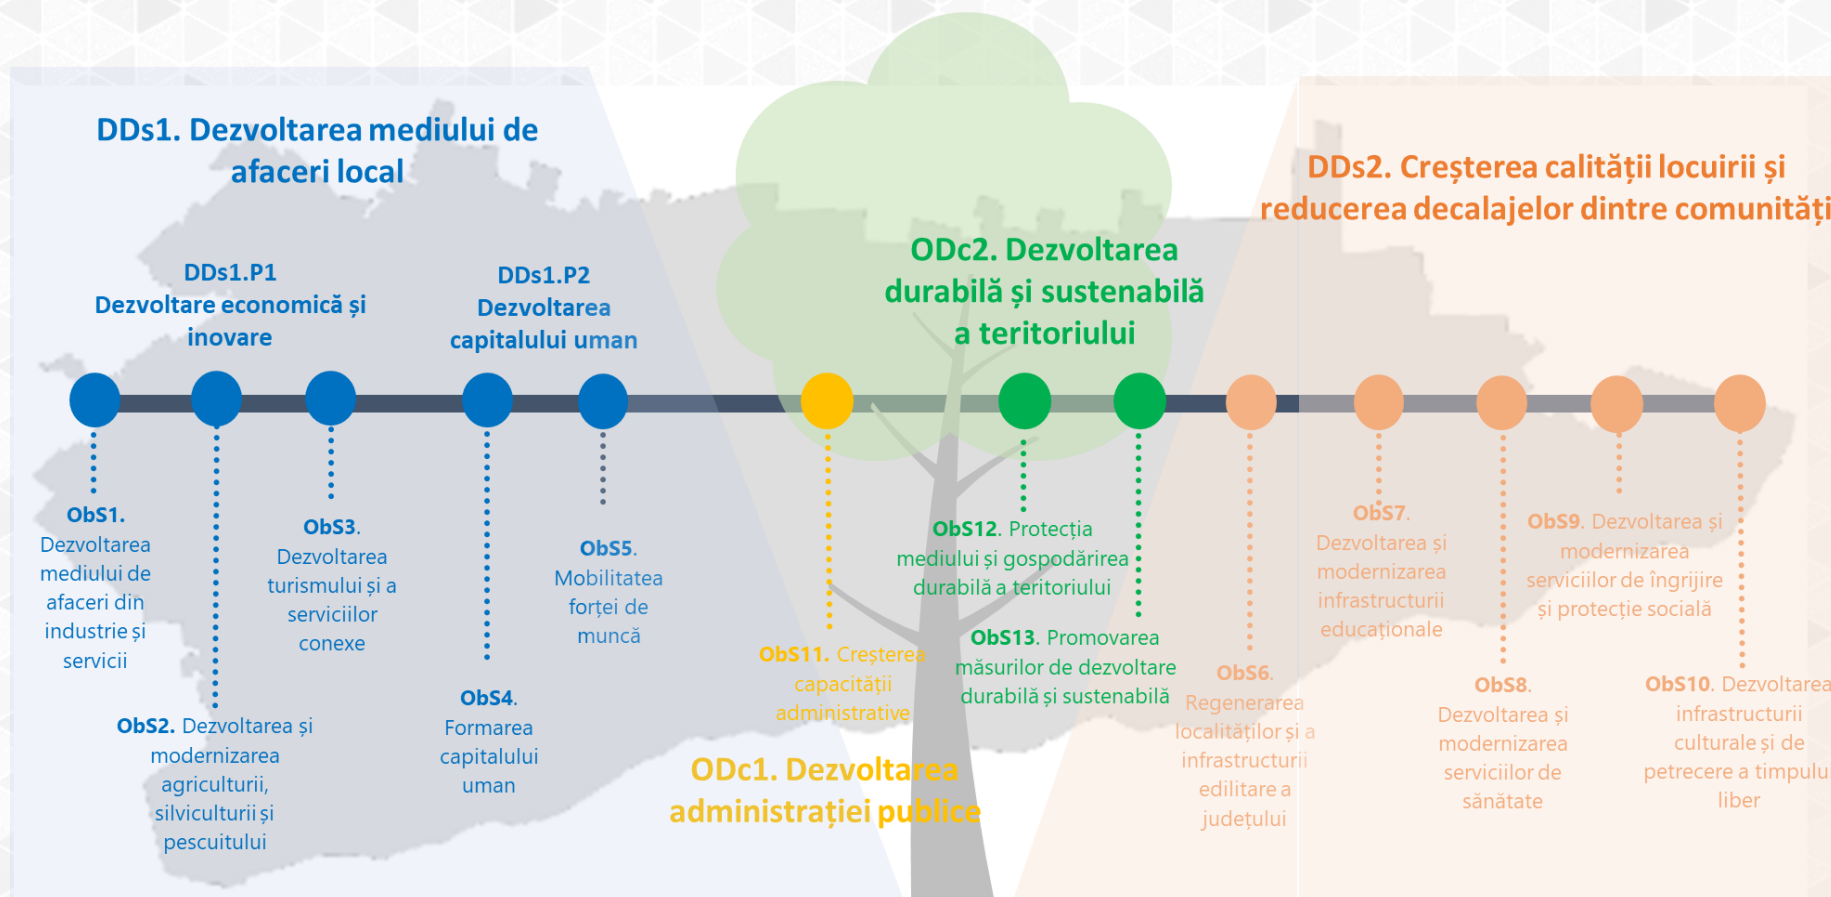 DDs1. Dezvoltarea mediului de
afaceri local
DDs1.P1
Dezvoltare economică și
inovare
DDs1.P2
Dezvoltarea
capitalului uman
ODc2. Dezvoltarea
durabilă și sustenabilă
a teritoriului
DDs2. Creșterea calității locuirii și
reducerea decalajelor dintre comunități
ObS1.
Dezvoltarea
mediului de
afaceri din
industrie și
servicii
ObS2. Dezvoltarea și
modernizarea
agriculturii,
silviculturii și
pescuitului
ObS3.
Dezvoltarea
turismului și a
serviciilor
conexe
ObS4.
Formarea
capitalului
uman
ObS5.
Mobilitatea
forței de
muncă
ObS11. Creșterea
capacității
administrative
ODc1. Dezvoltarea
administrației publice
ObS12. Protecția
mediului și gospodărirea
durabilă a teritoriului
ObS13. Promovarea
măsurilor de dezvoltare
durabilă și sustenabilă
ObS6.
Regenerarea
localităților și a
infrastructurii
edilitare a
județului
ObS7.
Dezvoltarea și
modernizarea
infrastructurii
educaționale
ObS8.
Dezvoltarea și
modernizarea
serviciilor de
sănătate
ObS9. Dezvoltarea și
modernizarea
serviciilor de îngrijire
și protecție socială
ObS10. Dezvoltarea
infrastructurii
culturale și de
petrecere a timpului
liber